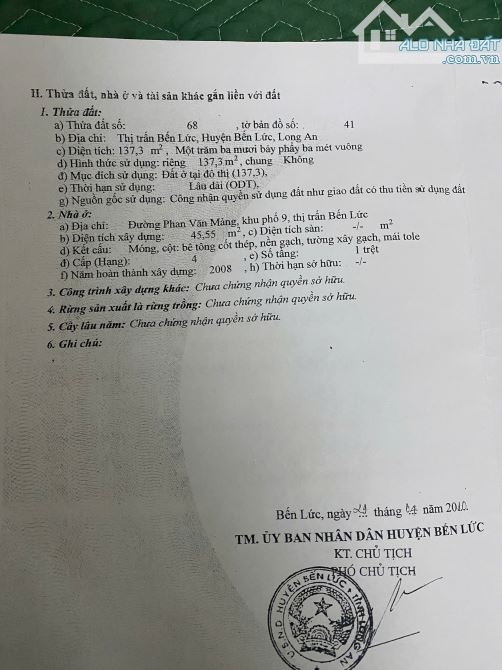 ALO NHÀ ĐẤT
.com.vn
II. Thửa đất, nhà ở và tài sản khác gắn liền với đất
1. Thửa đất:
a) Thửa đất số: 68 , tờ bản đồ số: 41
b) Địa chỉ: Thị trấn Bến Lức, Huyện Bến Lức, Long An
c) Diện tích: 137,3 m², Một trăm ba mươi bảy phẩy ba mét vuông
d) Hình thức sử dụng: riêng 137,3 m², chung Không
đ) Mục đích sử dụng: Đất ở tại đô thị (137,3),
e) Thời hạn sử dụng: Lâu dài (ODT),
g) Nguồn gốc sử dụng: Công nhận quyền sử dụng đất như giao đất có thu tiền sử dụng đất
2. Nhà ở:
a) Địa chỉ: Đường Phan Văn Mảng, khu phố 9, thị trấn Bến Lức
b) Diện tích xây dựng: 45,55 m², c) Diện tích sàn: -/- m²
d) Kết cấu: Móng, cột: bê tông cốt thép, nền gạch, tường xây gạch, mái tole
đ) Cấp (Hạng): 4 , e) Số tầng: 1 trệt
f) Năm hoàn thành xây dựng: 2008 , h) Thời hạn sở hữu: -/-
3. Công trình xây dựng khác: Chưa chứng nhận quyền sở hữu.
4. Rừng sản xuất là rừng trồng: Chưa chứng nhận quyền sở hữu.
5. Cây lâu năm: Chưa chứng nhận quyền sở hữu.
6. Ghi chú:
Bến Lức, ngày tháng năm 2010.
TM. ỦY BAN NHÂN DÂN HUYỆN BẾN LỨC
KT. CHỦ TỊCH
PHÓ CHỦ TỊCH
U.B.N.D HUYỆN BẾN LỨC, TỈNH LONG AN